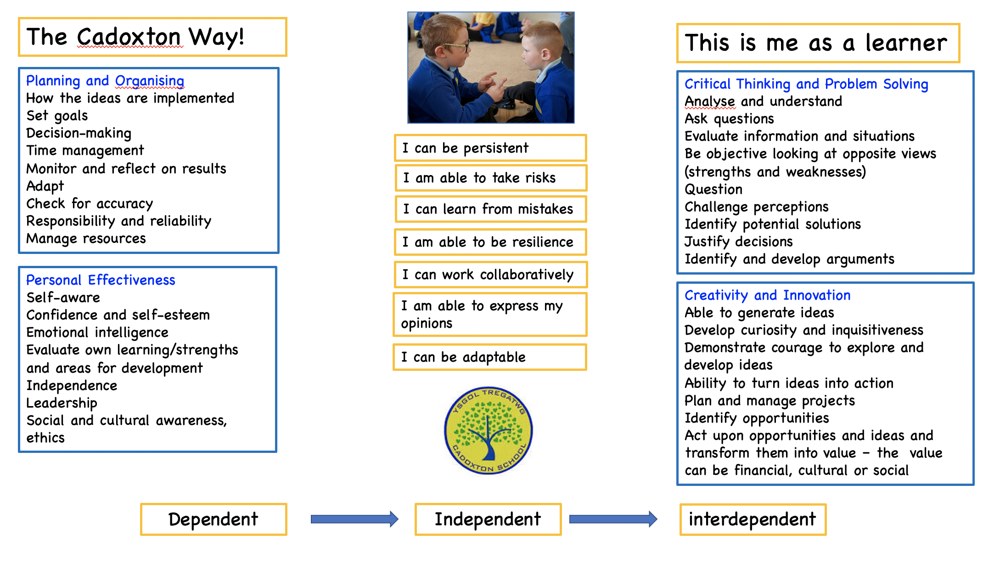 The Cadoxton Way!
Planning and Organising
How the ideas are implemented
Set goals
Decision-making
Time management
Monitor and reflect on results
Adapt
Check for accuracy
Responsibility and reliability
Manage resources
Personal Effectiveness
Self-aware
Confidence and self-esteem
Emotional intelligence
Evaluate own learning/strengths
and areas for development
Independence
Leadership
Social and cultural awareness,
ethics
I can be persistent
I am able to take risks
I can learn from mistakes
I am able to be resilience
I can work collaboratively
I am able to express my
opinions
I can be adaptable
YSGOL TREGATWG
CADOXTON SCHOOL
This is me as a learner
Critical Thinking and Problem Solving
Analyse and understand
Ask questions
Evaluate information and situations
Be objective looking at opposite views
(strengths and weaknesses)
Question
Challenge perceptions
Identify potential solutions
Justify decisions
Identify and develop arguments
Creativity and Innovation
Able to generate ideas
Develop curiosity and inquisitiveness
Demonstrate courage to explore and
develop ideas
Ability to turn ideas into action
Plan and manage projects
Identify opportunities
Act upon opportunities and ideas and
transform them into value – the  value
can be financial, cultural or social
Dependent
Independent
interdependent